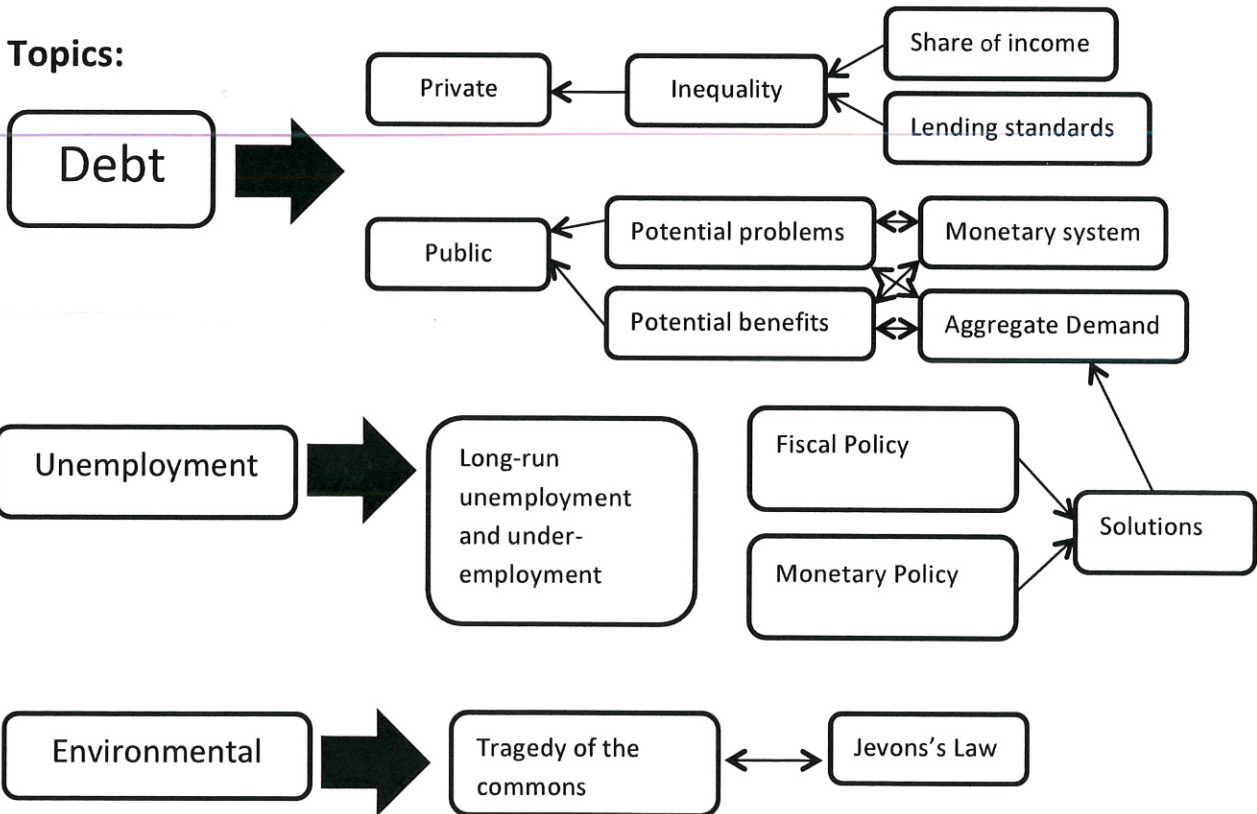 Topics:
Debt
Private
Inequality
Share of income
Lending standards
Public
Potential problems
Monetary system
Potential benefits
Aggregate Demand
Unemployment
Long-run
unemployment
and under-
employment
Fiscal Policy
Monetary Policy
Solutions
Environmental
Tragedy of the
commons
Jevons's Law